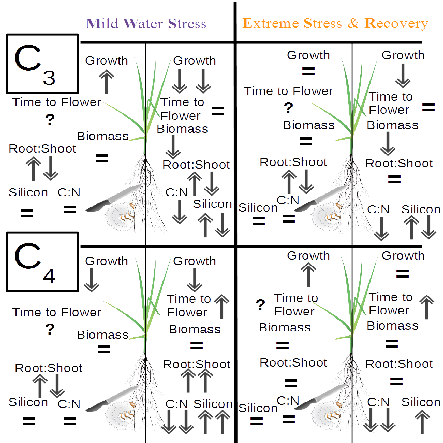 Mild Water Stress
Extreme Stress & Recovery
C3
Growth
Growth
Time to Flower
?
Time to
Flower
=
Biomass
=
Biomass
Root:Shoot
Root:Shoot
Silicon
=
C:N
=
C:N
Silicon
Growth
=
Growth
Time to Flower
?
Time to
Flower
=
Biomass
=
Biomass
Root:Shoot
Root:Shoot
=
Silicon
=
C:N
=
C:N
Silicon
C4
Growth
Growth
Time to Flower
?
Time to
Flower
Biomass
=
Biomass
=
Root:Shoot
Root:Shoot
Silicon
=
C:N
=
C:N
Silicon
Growth
Growth
=
? Time to
Flower
Time to
Flower
Biomass
=
Biomass
=
Root:Shoot
=
Root:Shoot
=
Silicon
=
C:N
=
C:N
Silicon